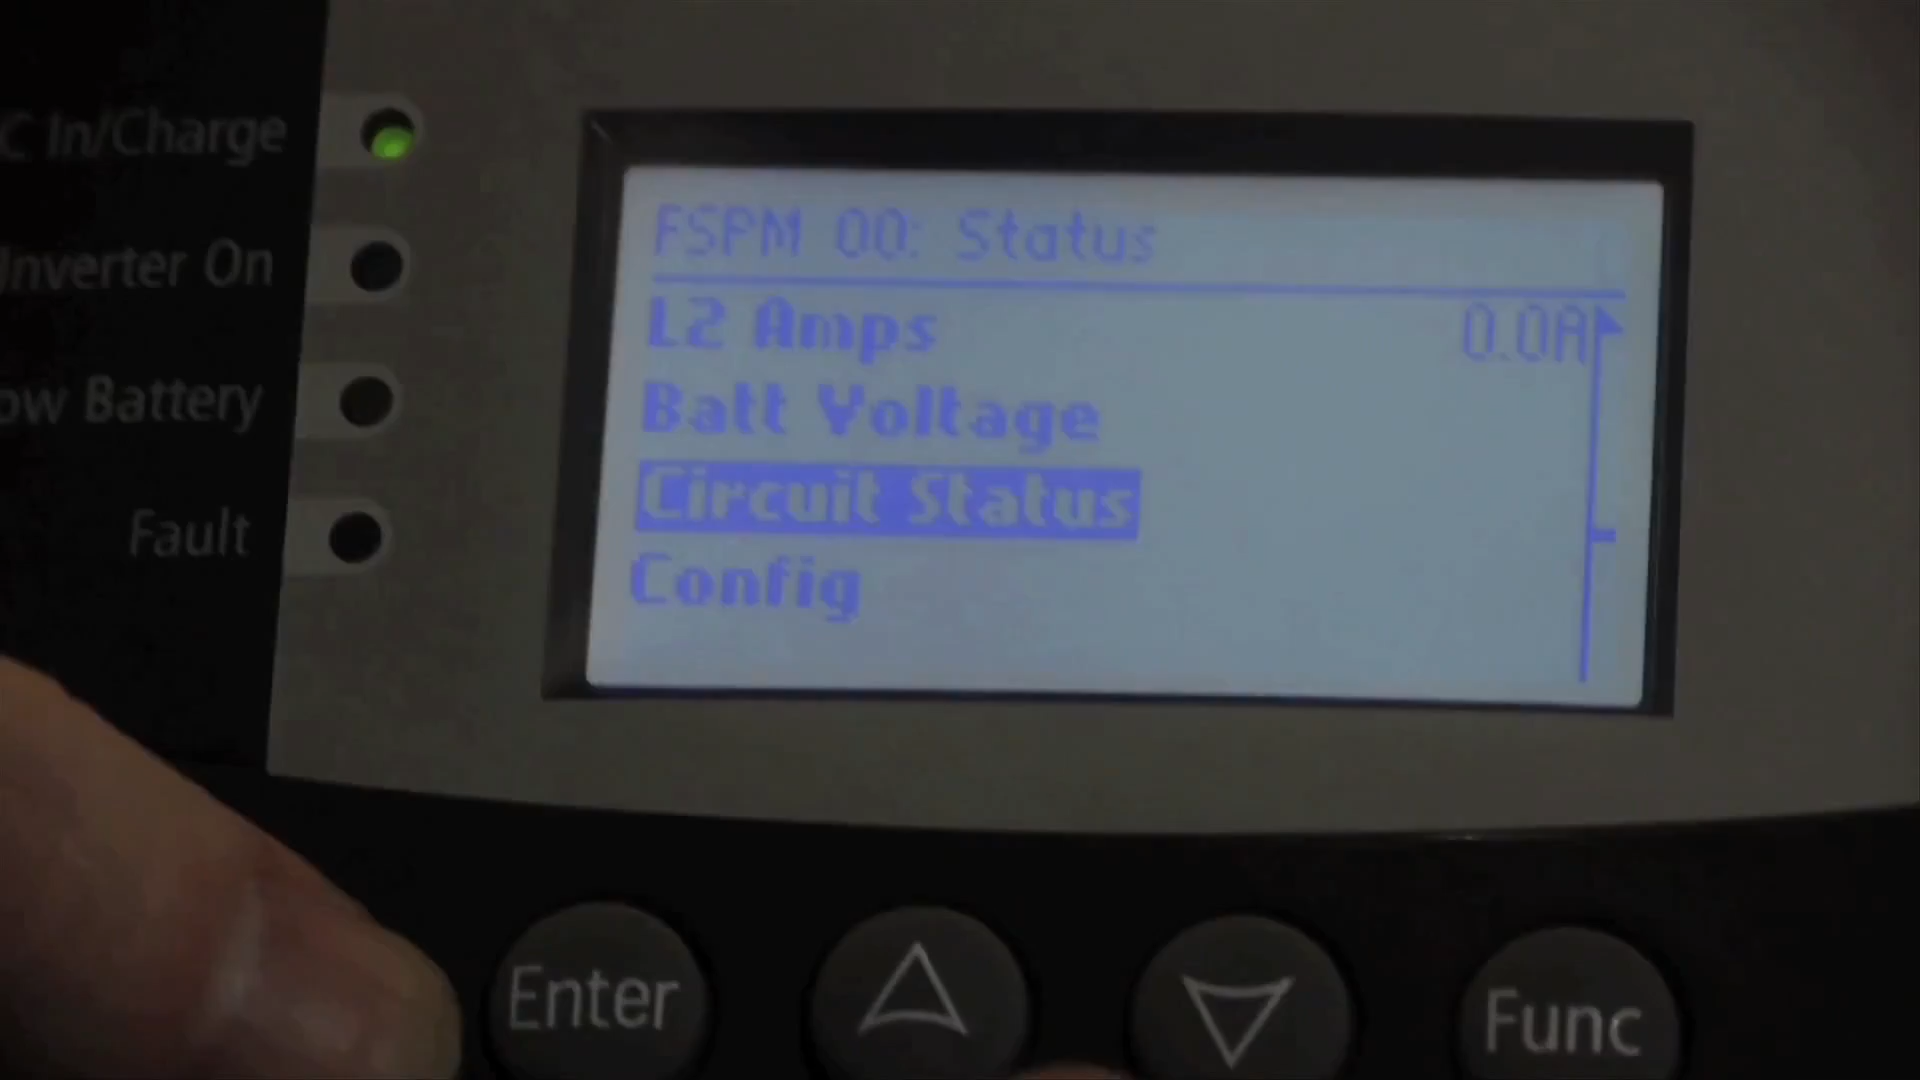 C In/Charge
Inverter On
ow Battery
Fault
FSPM 00: Status
L2 Amps 0.0A
Batt Voltage
Circuit Status
Config
Enter
Func